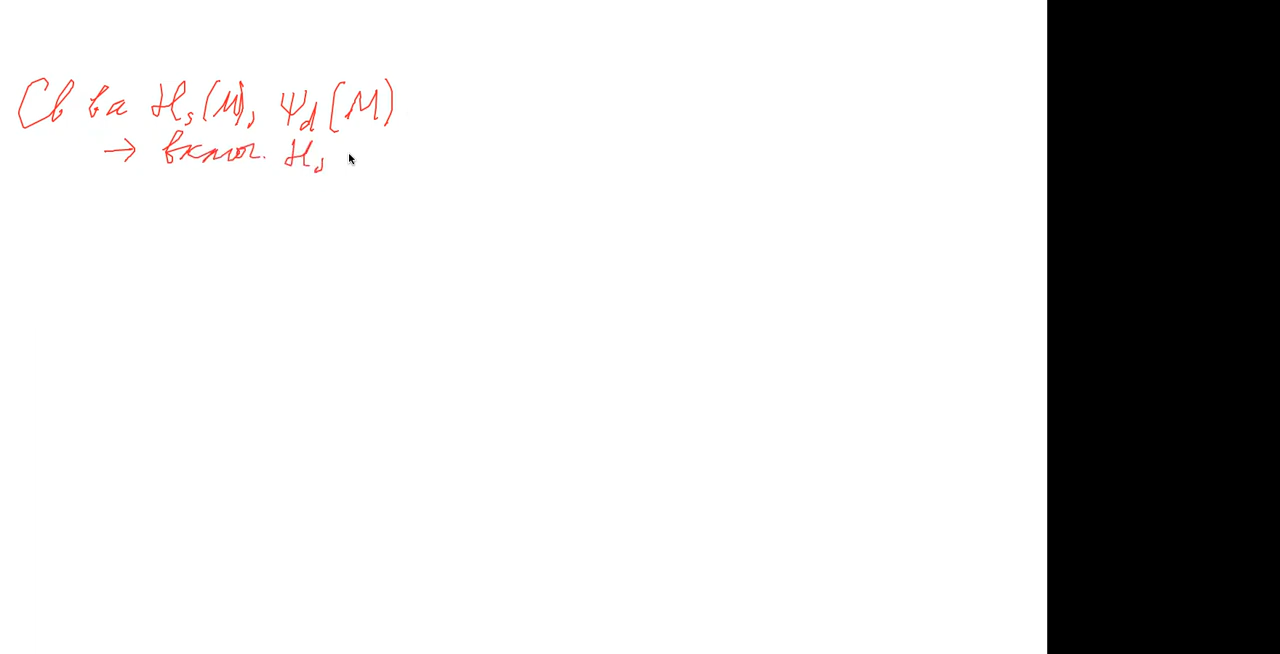 Св ва H_s(M), Ψ_d(M)
→ включ. H_s